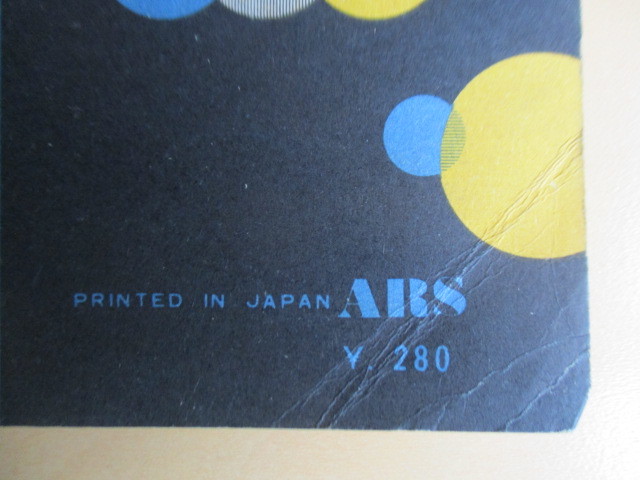 PRINTED IN JAPAN ARS
¥. 280